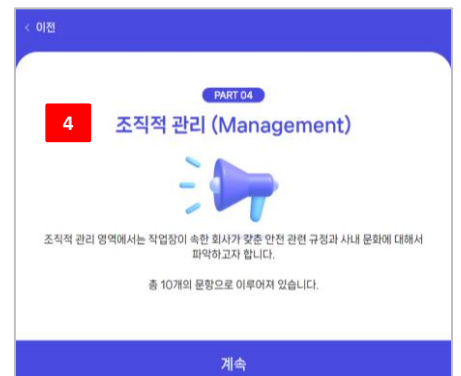 < 이전
PART 04
4
조직적 관리 (Management)
조직적 관리 영역에서는 작업장이 속한 회사가 갖춘 안전 관련 규정과 사내 문화에 대해서
파악하고자 합니다.
총 10개의 문항으로 이루어져 있습니다.
계속